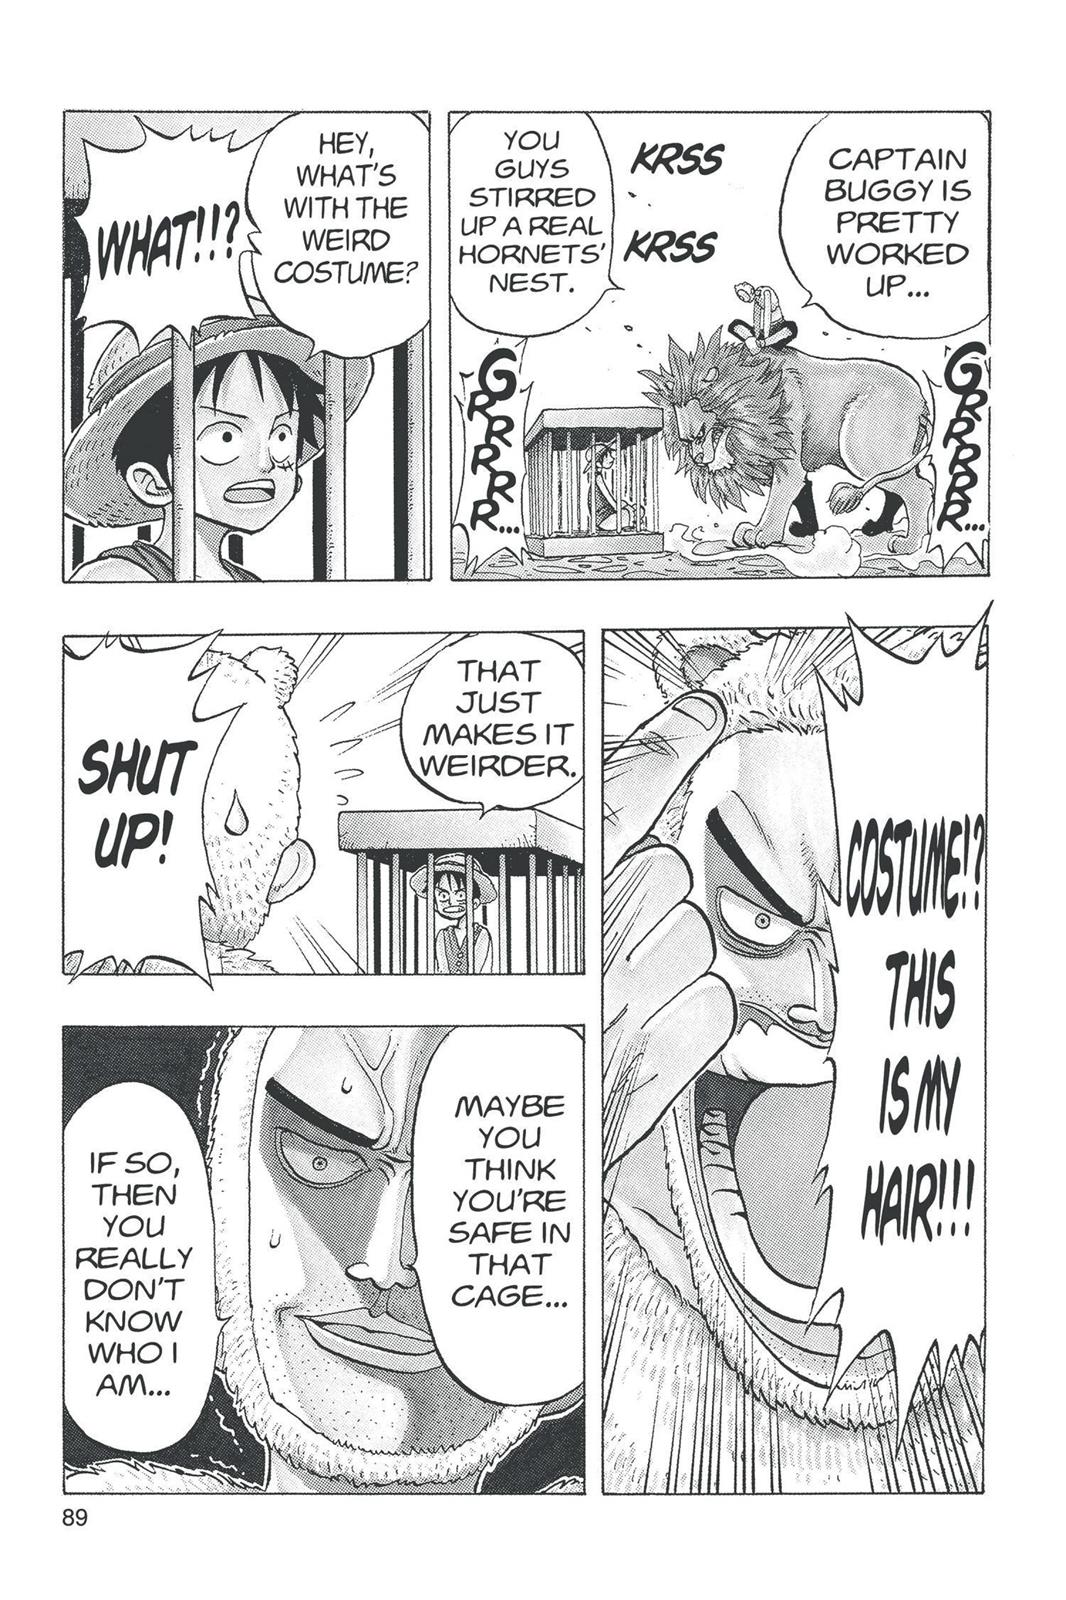 CAPTAIN
BUGGY IS
PRETTY
WORKED
UP...
KRSS
KRSS
YOU
GUYS
STIRRED
UP A REAL
HORNETS'
NEST.
GRRRR...
GRRRR...
HEY,
WHAT'S
WITH THE
WEIRD
COSTUME?
WHAT!!?
COSTUME!?
THIS
IS MY
HAIR!!!
THAT
JUST
MAKES IT
WEIRDER.
SHUT
UP!
MAYBE
YOU
THINK
YOU'RE
SAFE IN
THAT
CAGE...
IF SO,
THEN
YOU
REALLY
DON'T
KNOW
WHO I
AM...
89